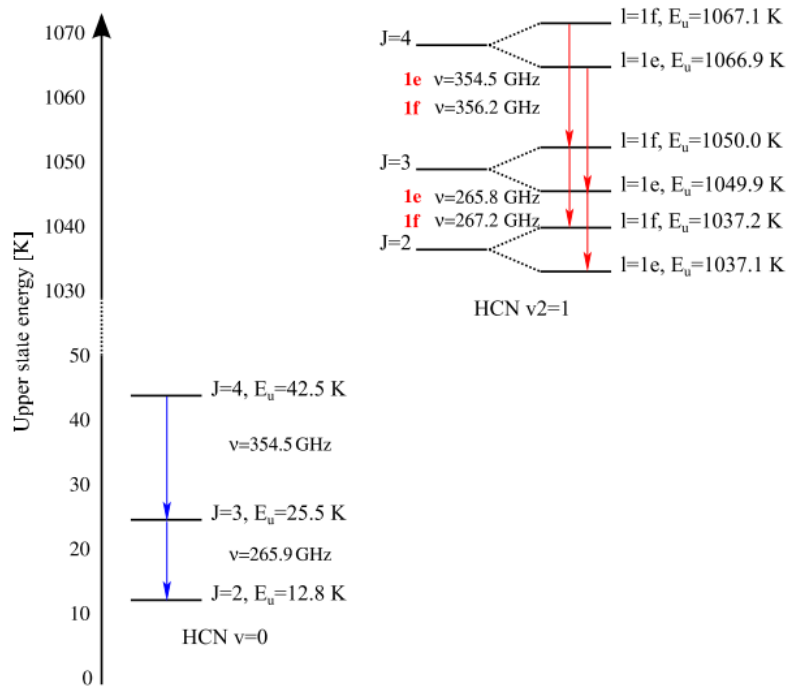 Upper state energy [K]
1070
1060
1050
1040
1030
50
40
30
20
10
0
J=4
l=1f, Eu=1067.1 K
l=1e, Eu=1066.9 K
1e ν=354.5 GHz
1f ν=356.2 GHz
J=3
l=1f, Eu=1050.0 K
l=1e, Eu=1049.9 K
1e ν=265.8 GHz
1f ν=267.2 GHz
J=2
l=1f, Eu=1037.2 K
l=1e, Eu=1037.1 K
HCN v2=1
J=4, Eu=42.5 K
ν=354.5 GHz
J=3, Eu=25.5 K
ν=265.9 GHz
J=2, Eu=12.8 K
HCN v=0